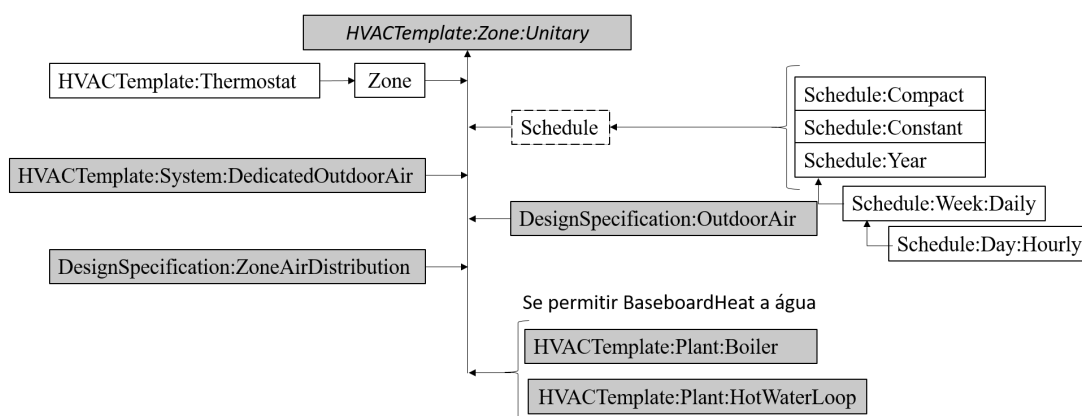 HVACTemplate:Zone:Unitary
HVACTemplate:Thermostat
Zone
Schedule:Compact
Schedule
Schedule:Constant
Schedule:Year
HVACTemplate:System:DedicatedOutdoorAir
Schedule:Week:Daily
DesignSpecification:OutdoorAir
Schedule:Day:Hourly
DesignSpecification:ZoneAirDistribution
Se permitir BaseboardHeat a água
HVACTemplate:Plant:Boiler
HVACTemplate:Plant:HotWaterLoop